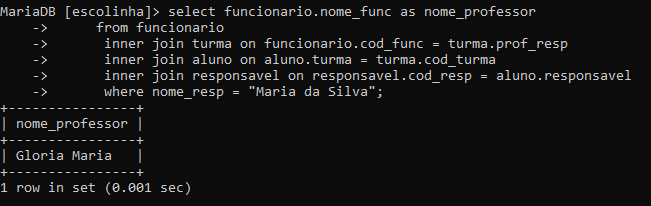 MariaDB [escolinha]> select funcionario.nome_func as nome_professor
    ->      from funcionario
    ->       inner join turma on funcionario.cod_func = turma.prof_resp
    ->       inner join aluno on aluno.turma = turma.cod_turma
    ->       inner join responsavel on responsavel.cod_resp = aluno.responsavel
    ->       where nome_resp = "Maria da Silva";
+----------------+
| nome_professor |
+----------------+
| Gloria Maria   |
+----------------+
1 row in set (0.001 sec)